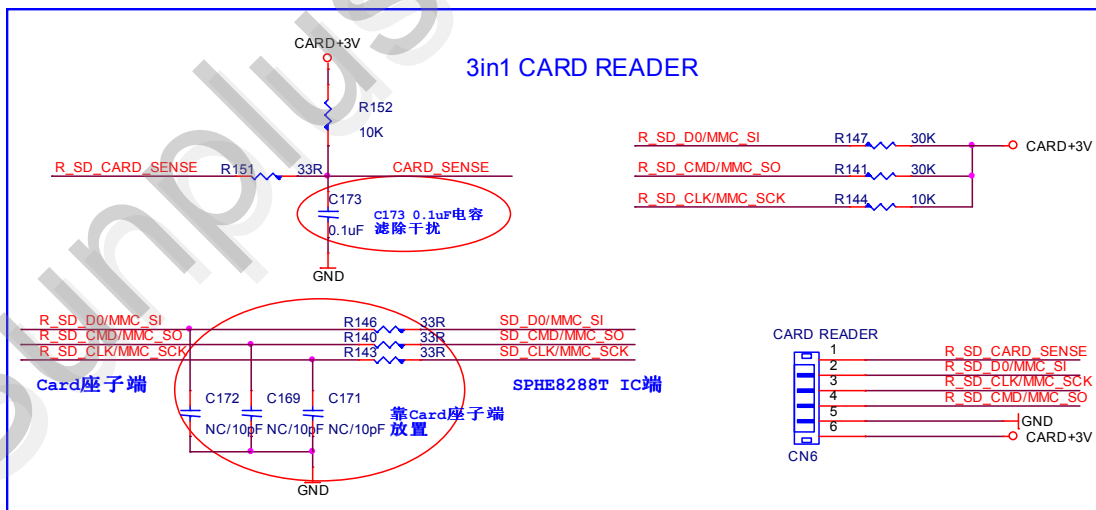 3in1 CARD READER
CARD+3V
R152
10K
R_SD_CARD_SENSE
R151
33R
CARD_SENSE
C173
0.1uF
C173 0.1uF电容
滤除干扰
GND
R_SD_D0/MMC_SI
R147
30K
CARD+3V
R_SD_CMD/MMC_SO
R141
30K
R_SD_CLK/MMC_SCK
R144
10K
R_SD_D0/MMC_SI
R146
33R
SD_D0/MMC_SI
R_SD_CMD/MMC_SO
R140
33R
SD_CMD/MMC_SO
R_SD_CLK/MMC_SCK
R143
33R
SD_CLK/MMC_SCK
Card座子端
SPHE8288T IC端
C172
C169
C171
NC/10pF
NC/10pF
NC/10pF
靠Card座子端
放置
GND
CARD READER
1
R_SD_CARD_SENSE
2
R_SD_D0/MMC_SI
3
R_SD_CLK/MMC_SCK
4
R_SD_CMD/MMC_SO
5
GND
6
CARD+3V
CN6
sunplus